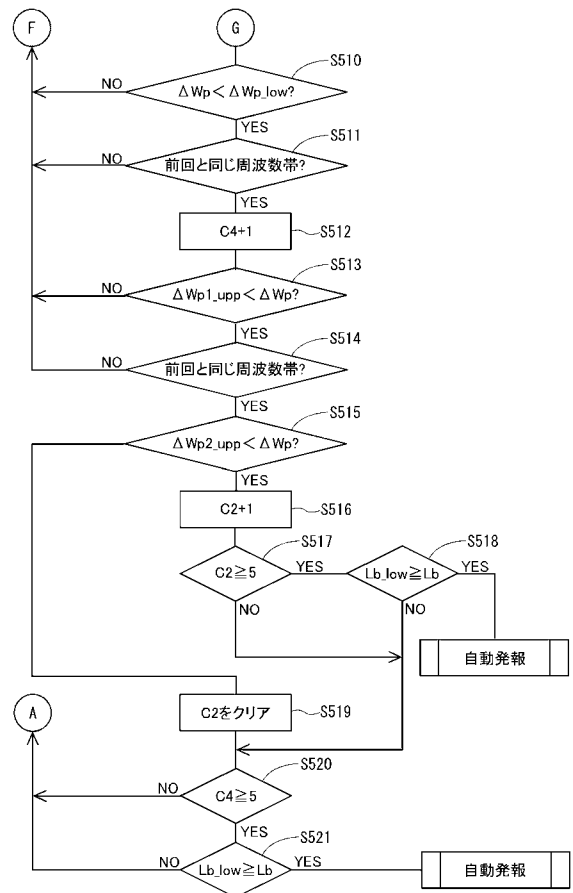 F
G
S510
ΔWp<ΔWp_low?
NO
YES
S511
前回と同じ周波数帯?
NO
YES
C4+1
S512
S513
ΔWp1_upp<ΔWp?
NO
YES
S514
前回と同じ周波数帯?
NO
YES
S515
ΔWp2_upp<ΔWp?
YES
C2+1
S516
S517
C2≧5
YES
NO
S518
Lb_low≧Lb
YES
NO
自動発報
C2をクリア
S519
A
S520
C4≧5
NO
YES
S521
Lb_low≧Lb
NO
YES
自動発報